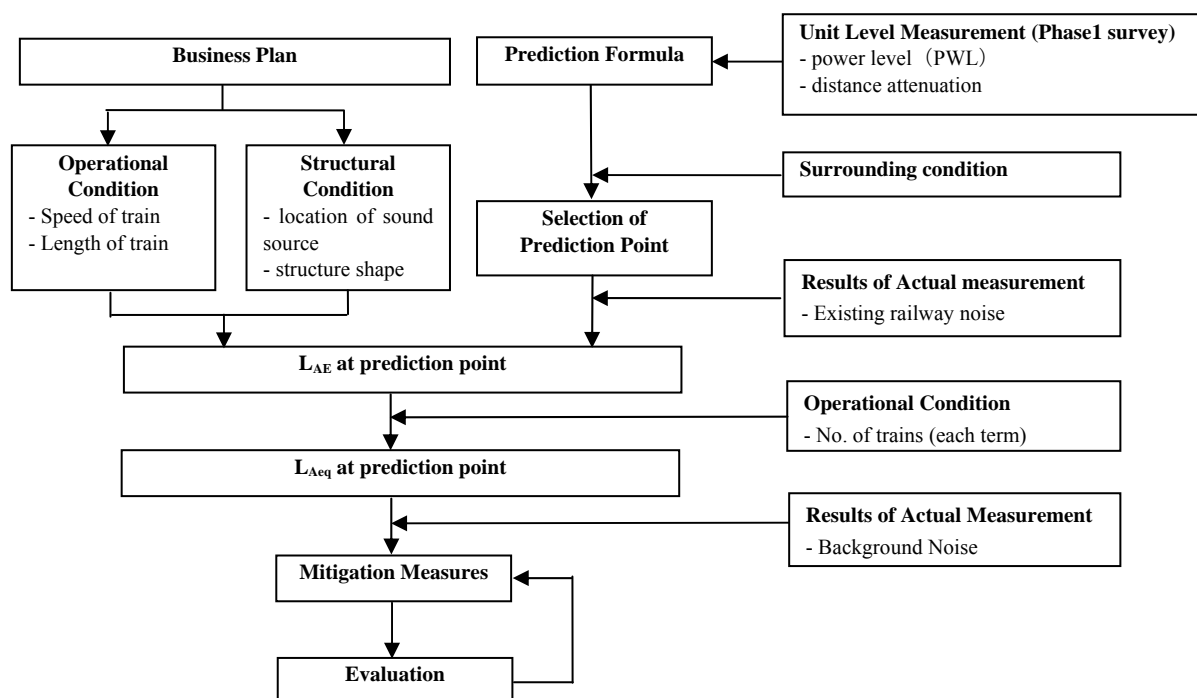 Business Plan
Prediction Formula
Unit Level Measurement (Phase1 survey)
- power level（PWL）
- distance attenuation
Operational
Condition
- Speed of train
- Length of train
Structural
Condition
- location of sound
source
- structure shape
Surrounding condition
Selection of
Prediction Point
Results of Actual measurement
- Existing railway noise
LAE at prediction point
Operational Condition
- No. of trains (each term)
LAeq at prediction point
Results of Actual Measurement
- Background Noise
Mitigation Measures
Evaluation